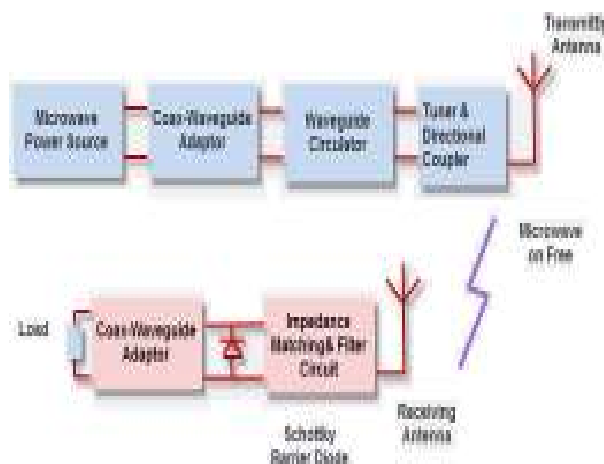 Transmitty
Antenna
Microwave
Power Source
Coax-Waveguide
Adaptor
Waveguide
Circulator
Tuner &
Directional
Coupler
Microwave
on Free
Load
Coax-Waveguide
Adaptor
Impedance
Matching& Filter
Circuit
Receiving
Antenna
Schottky
Barrier Diode